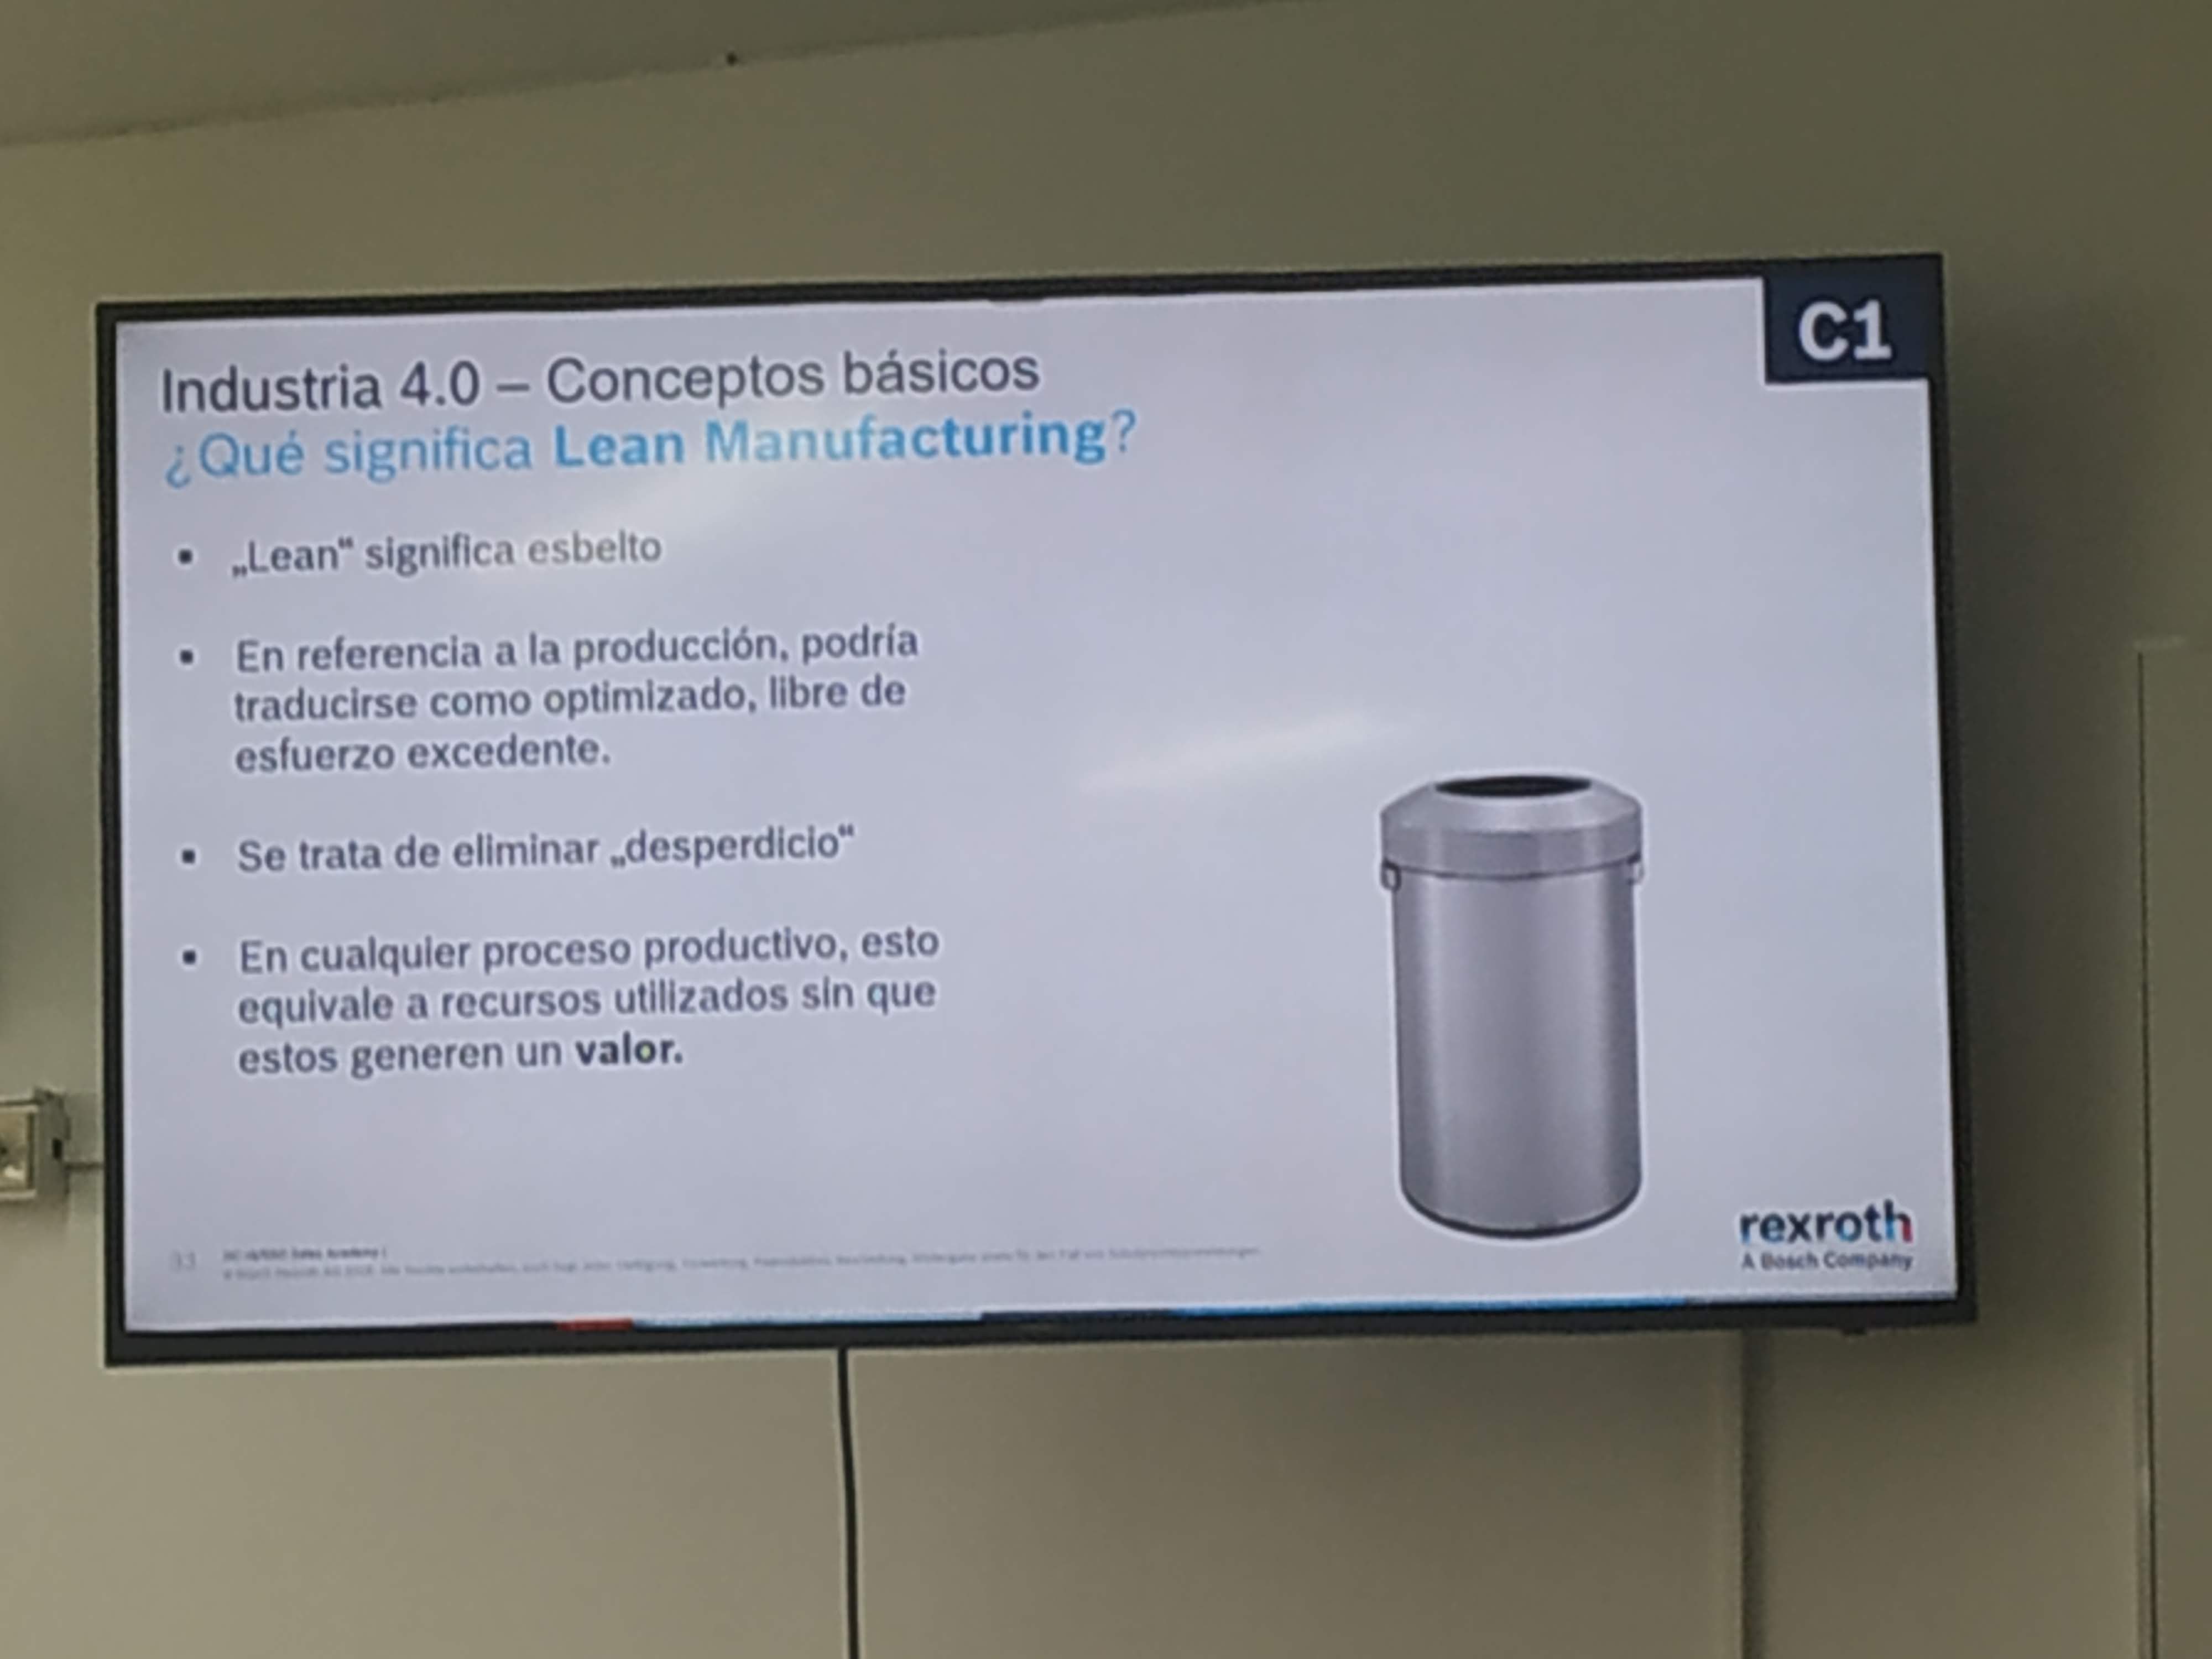 C1
Industria 4.0 – Conceptos básicos
¿Qué significa Lean Manufacturing?
▪ „Lean“ significa esbelto
▪ En referencia a la producción, podría
traducirse como optimizado, libre de
esfuerzo excedente.
▪ Se trata de eliminar „desperdicio“
▪ En cualquier proceso productivo, esto
equivale a recursos utilizados sin que
estos generen un valor.
33
Sales Academy |
rexroth
A Bosch Company